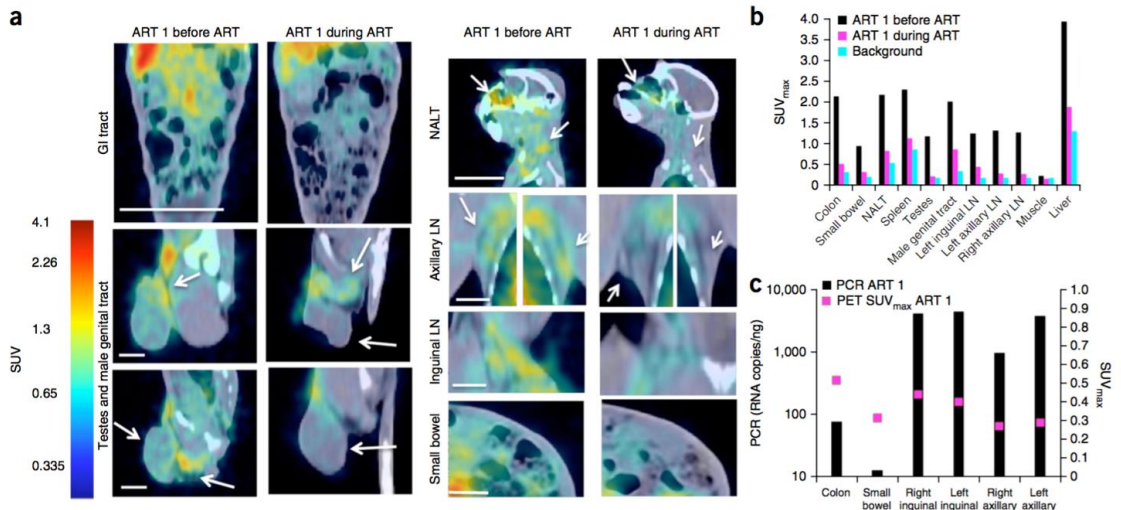 a
ART 1 before ART
ART 1 during ART
ART 1 before ART
ART 1 during ART
GI tract
Testes and male genital tract
NALT
Axillary LN
Inguinal LN
Small bowel
4.1
2.26
1.3
0.65
0.335
SUV
b
ART 1 before ART
ART 1 during ART
Background
SUVmax
4.0
3.5
3.0
2.5
2.0
1.5
1.0
0.5
0
Colon
Small bowel
NALT
Spleen
Testes
Male genital tract
Left inguinal LN
Left axillary LN
Right axillary LN
Muscle
Liver
c
PCR ART 1
PET SUVmax ART 1
PCR (RNA copies/ng)
10,000
1,000
100
10
1.0
0.9
0.8
0.7
0.6
0.5
0.4
0.3
0.2
0.1
0
SUVmax
Colon
Small
bowel
Right
inguinal
Left
inguinal
Right
axillary
Left
axillary